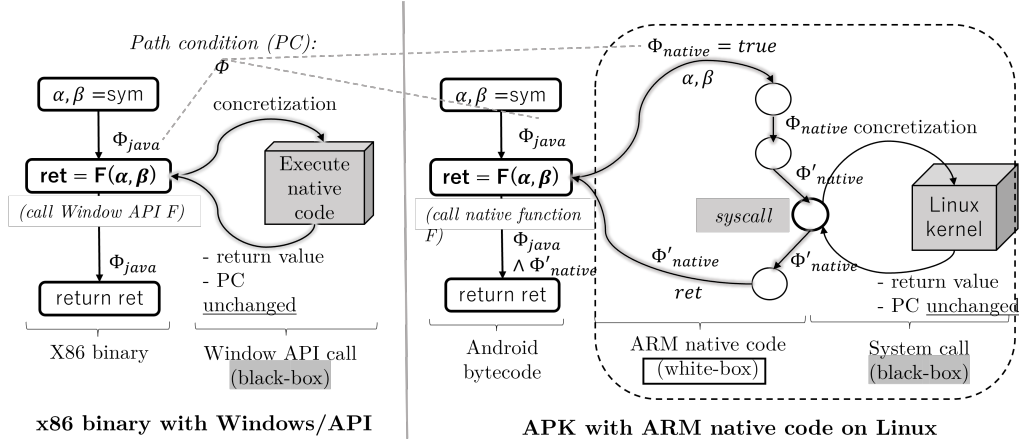 Path condition (PC):
Φ
α, β =sym
concretization
Φjava
ret = F(α, β)
Execute
native
code
(call Window API F)
Φjava
- return value
- PC
unchanged
return ret
X86 binary
Window API call
(black-box)
x86 binary with Windows/API
Φnative = true
α, β
α, β =sym
Φjava
Φnative concretization
ret = F(α, β)
Φ′native
(call native function
F)
syscall
Linux
kernel
Φjava
∧ Φ′native
Φ′native
Φ′native
ret
return ret
- return value
- PC unchanged
Android
bytecode
ARM native code
(white-box)
System call
(black-box)
APK with ARM native code on Linux